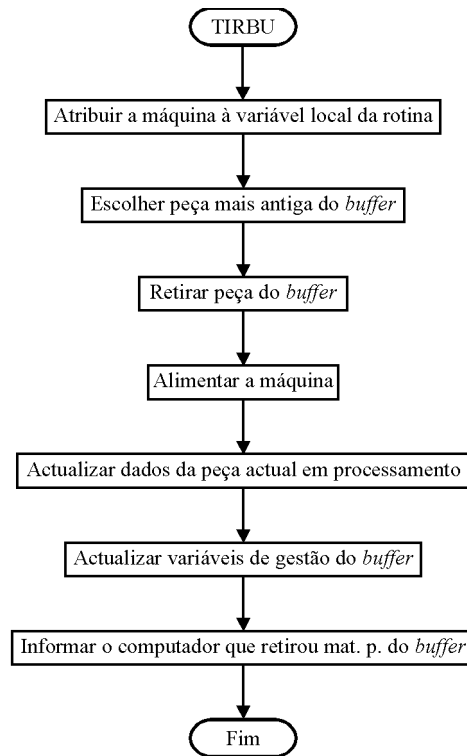 TIRBU
Atribuir a máquina à variável local da rotina
Escolher peça mais antiga do buffer
Retirar peça do buffer
Alimentar a máquina
Actualizar dados da peça actual em processamento
Actualizar variáveis de gestão do buffer
Informar o computador que retirou mat. p. do buffer
Fim